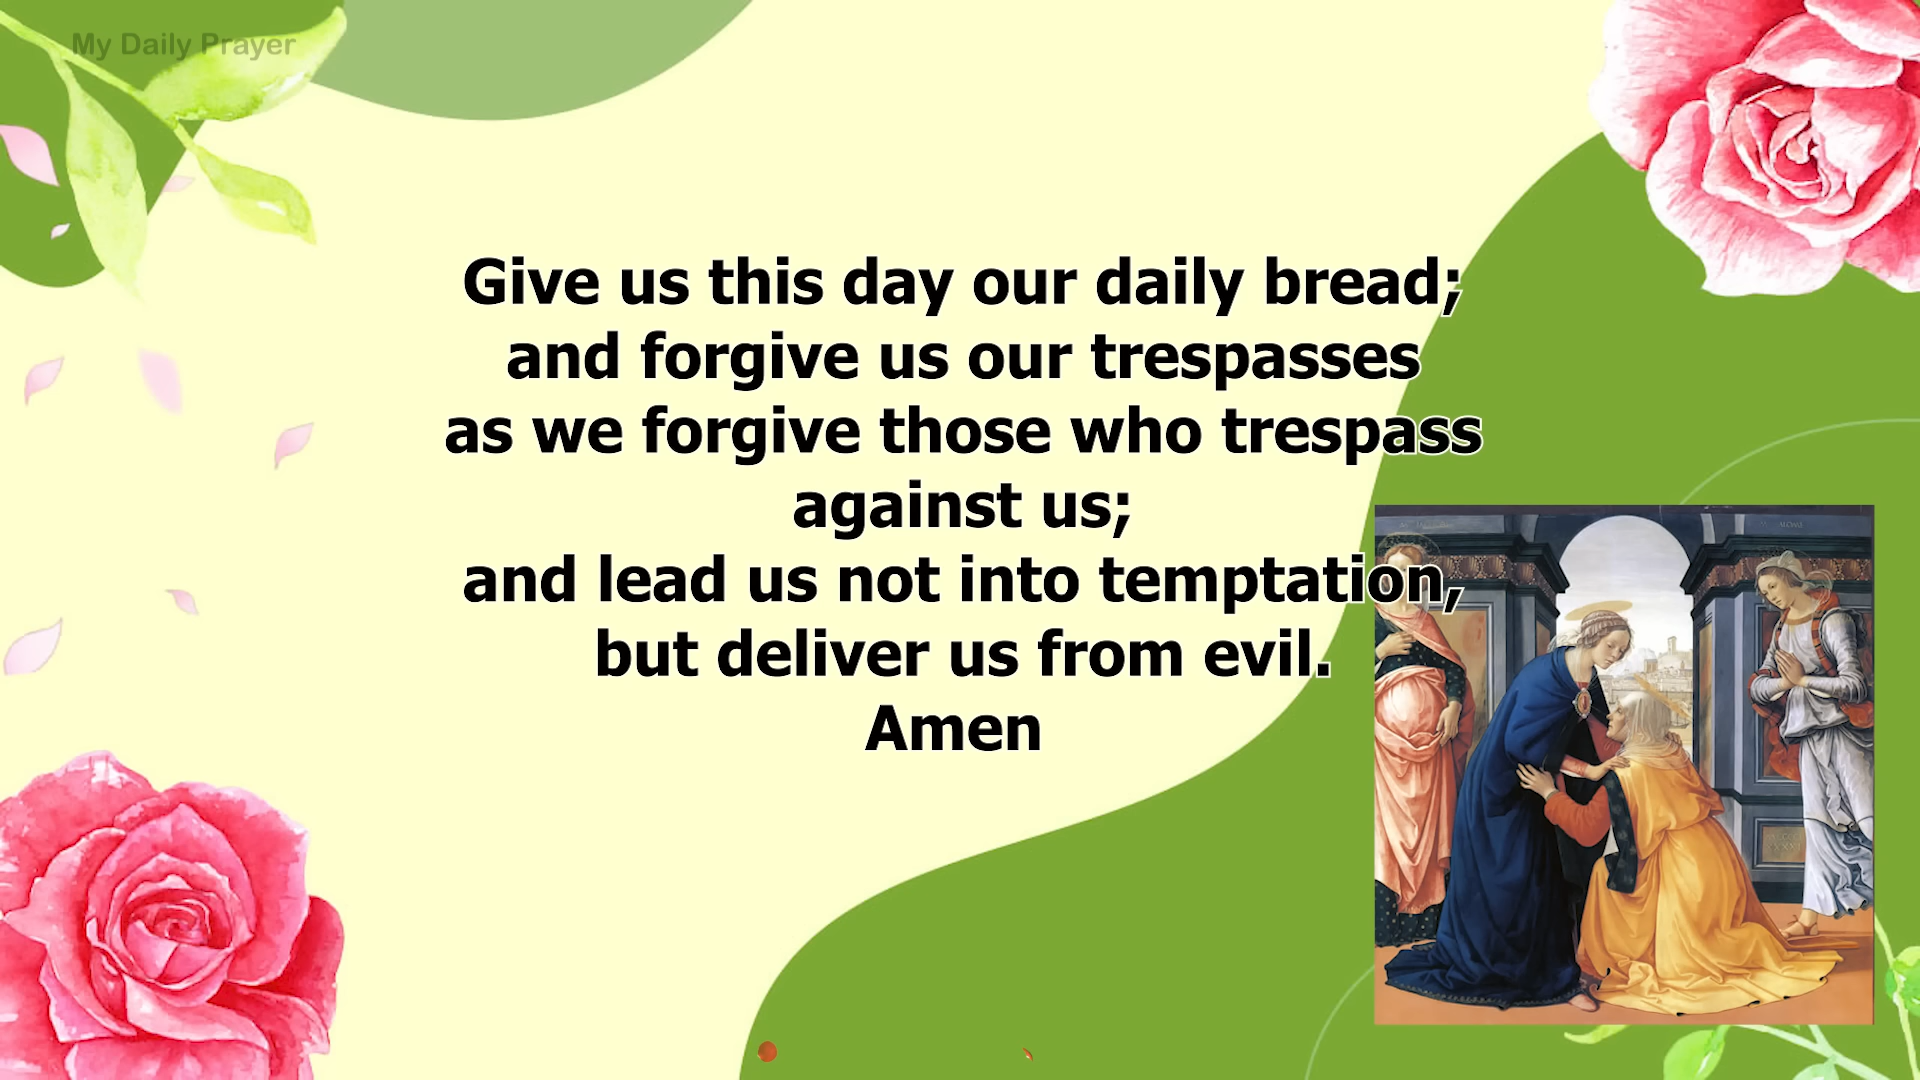 My Daily Prayer
Give us this day our daily bread;
and forgive us our trespasses
as we forgive those who trespass
against us;
and lead us not into temptation,
but deliver us from evil.
Amen